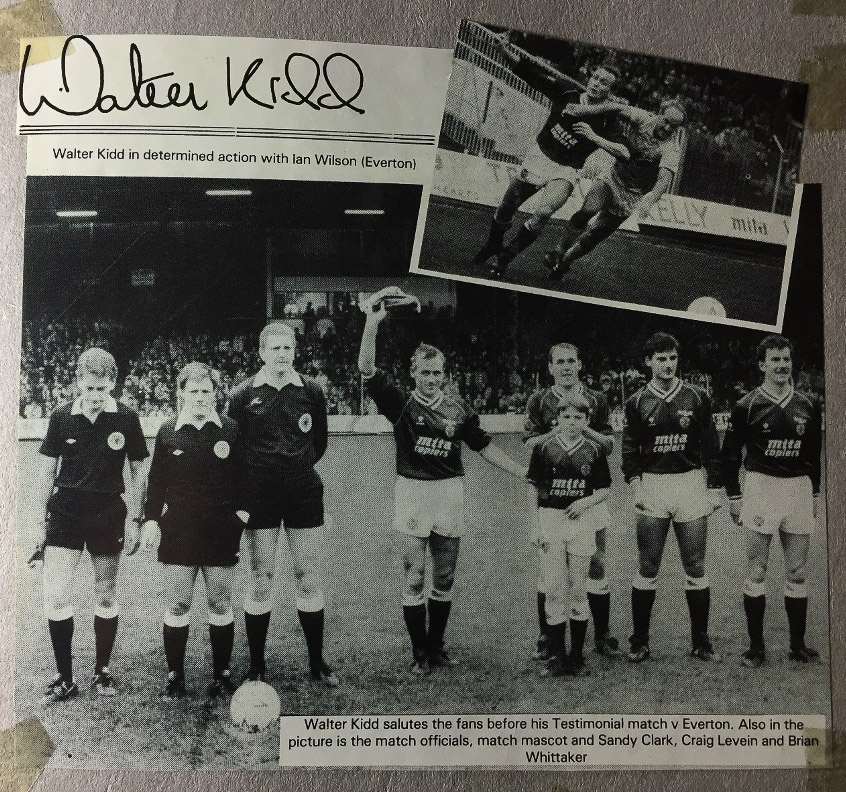 Walter Kidd
Walter Kidd in determined action with Ian Wilson (Everton)
mita
copiers
HEARTS
KELLY
mita
mita
copiers
mita
copiers
mita
copiers
mita
copiers
Walter Kidd salutes the fans before his Testimonial match v Everton. Also in the
picture is the match officials, match mascot and Sandy Clark, Craig Levein and Brian
Whittaker